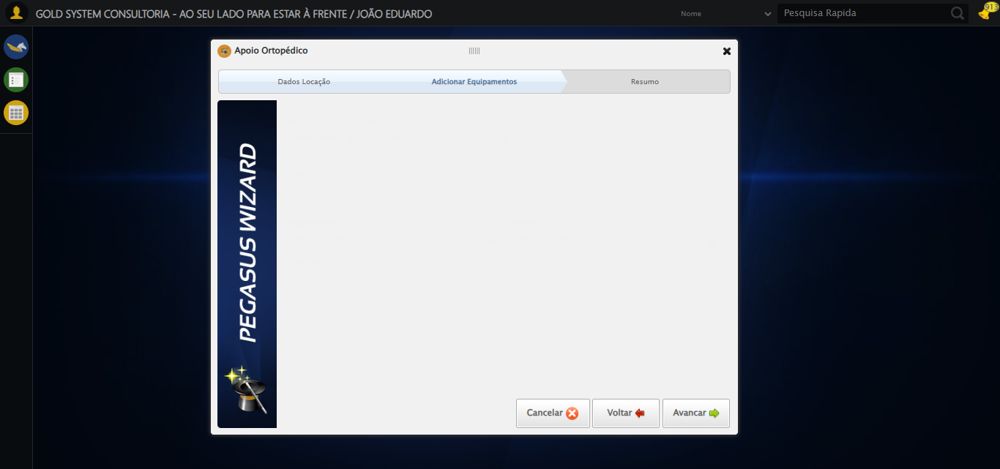 GOLD SYSTEM CONSULTORIA - AO SEU LADO PARA ESTAR À FRENTE / JOÃO EDUARDO
Nome
Pesquisa Rapida
913
Apoio Ortopédico
Dados Locação
Adicionar Equipamentos
Resumo
PEGASUS WIZARD
Cancelar
Voltar
Avancar